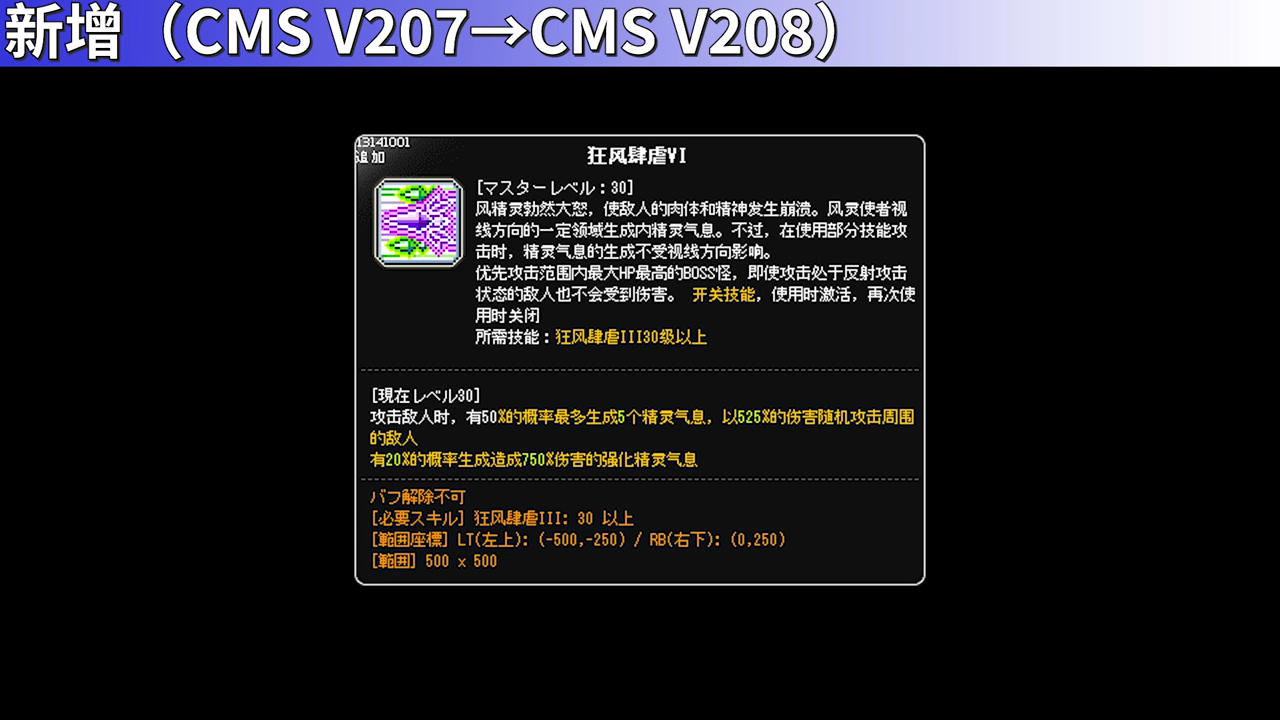 新增（CMS V207→CMS V208）
13141001
追加
狂风肆虐VI
[マスターレベル：30]
风精灵勃然大怒，使敌人的肉体和精神发生崩溃。风灵使者视
线方向的一定领域生成内精灵气息。不过，在使用部分技能攻
击时，精灵气息的生成不受视线方向影响。
优先攻击范围内最大HP最高的BOSS怪，即使攻击处于反射攻击
状态的敌人也不会受到伤害。 开关技能，使用时激活，再次使
用时关闭
所需技能：狂风肆虐III30级以上
[現在レベル30]
攻击敌人时，有50%的概率最多生成5个精灵气息，以525%的伤害随机攻击周围
的敌人
有20%的概率生成造成750%伤害的强化精灵气息
バフ解除不可
[必要スキル] 狂风肆虐III: 30 以上
[範囲座標] LT(左上): (-500,-250) / RB(右下): (0,250)
[範囲] 500 x 500